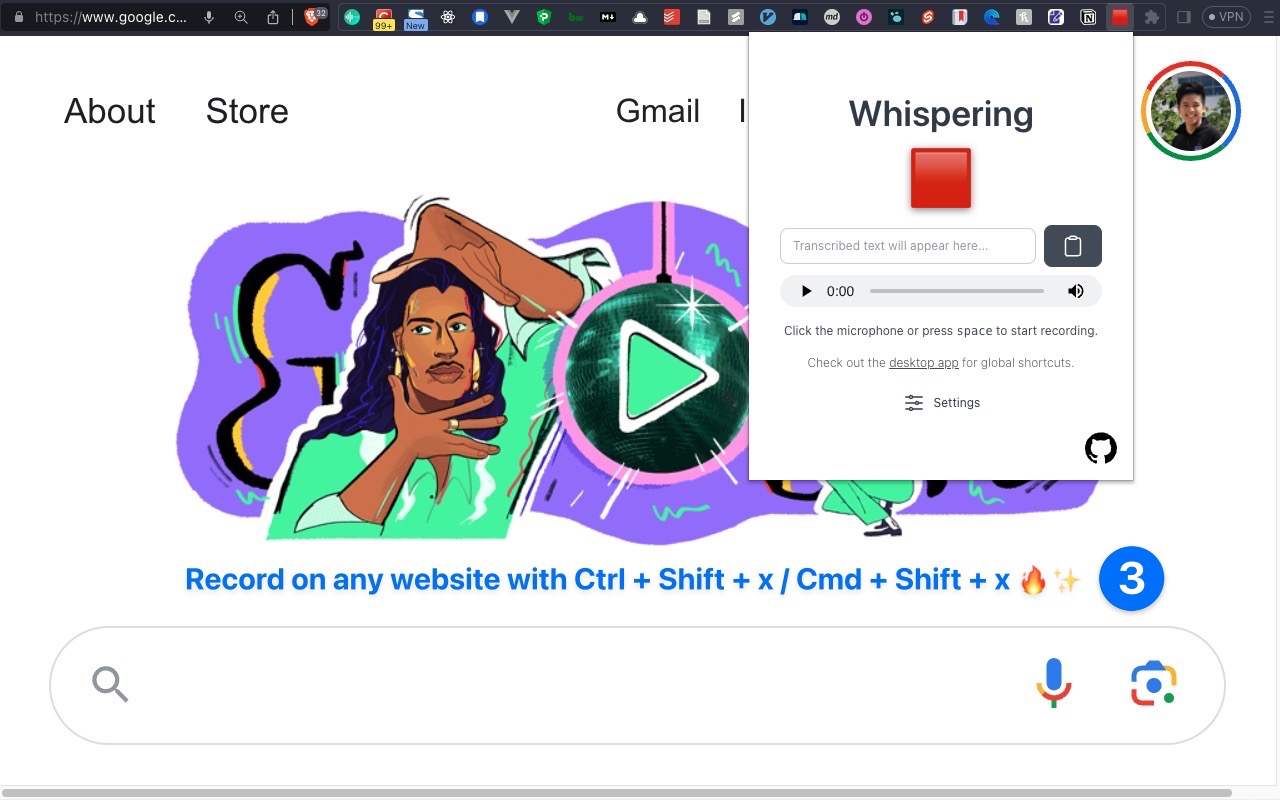 https://www.google.c...
32
99+
New
bw
M↓
md
VPN
About
Store
Gmail
I
Whispering
Transcribed text will appear here...
0:00
Click the microphone or press space to start recording.
Check out the desktop app for global shortcuts.
Settings
Record on any website with Ctrl + Shift + x / Cmd + Shift + x 🔥✨
3